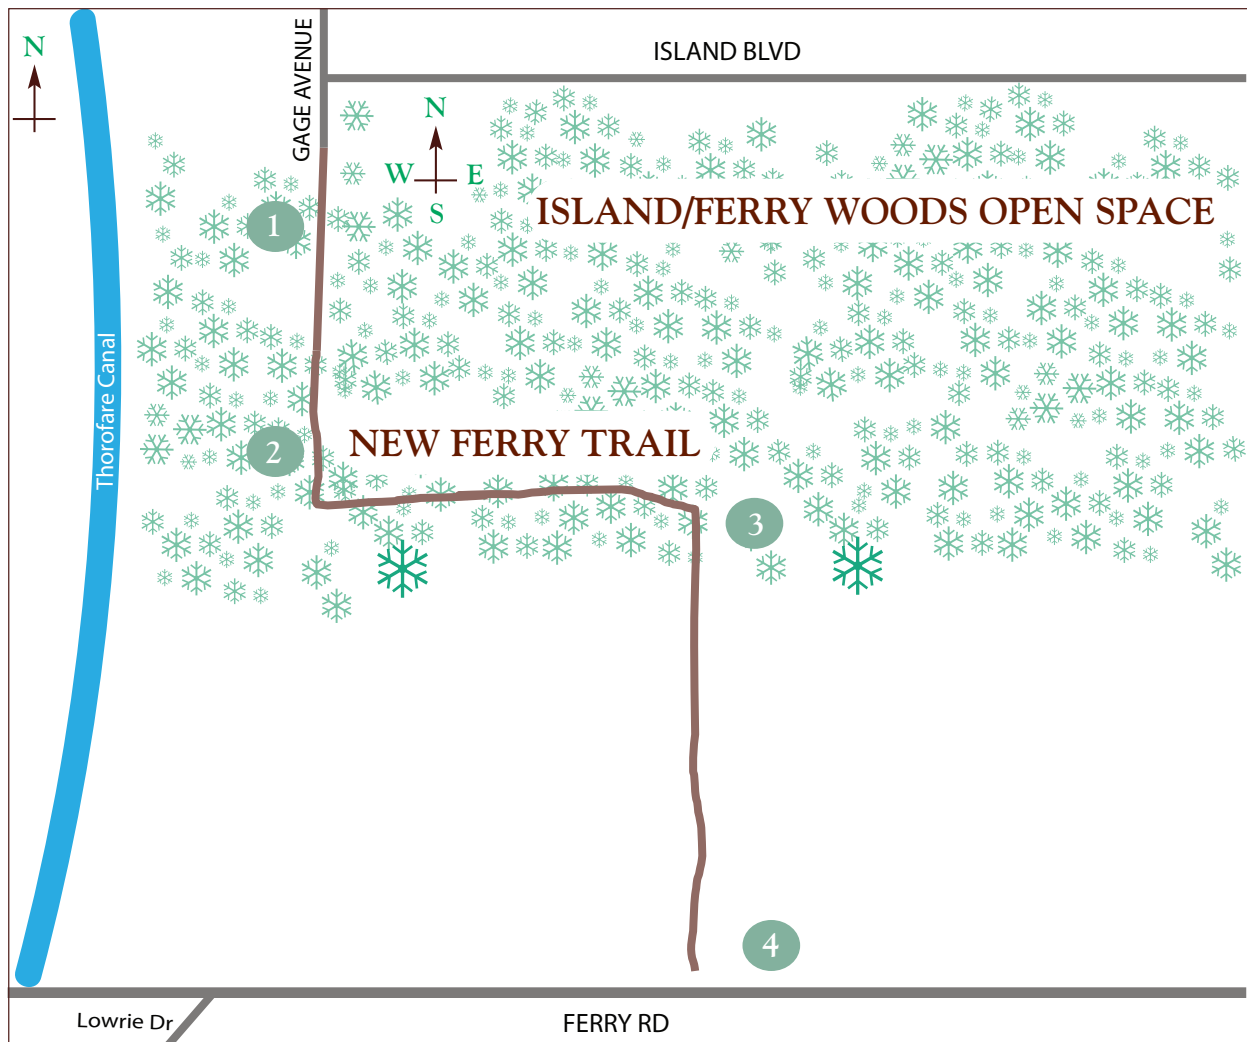 N
GAGE AVENUE
ISLAND BLVD
N
W E
S
ISLAND/FERRY WOODS OPEN SPACE
1
Thorofare Canal
2
NEW FERRY TRAIL
3
4
Lowrie Dr
FERRY RD